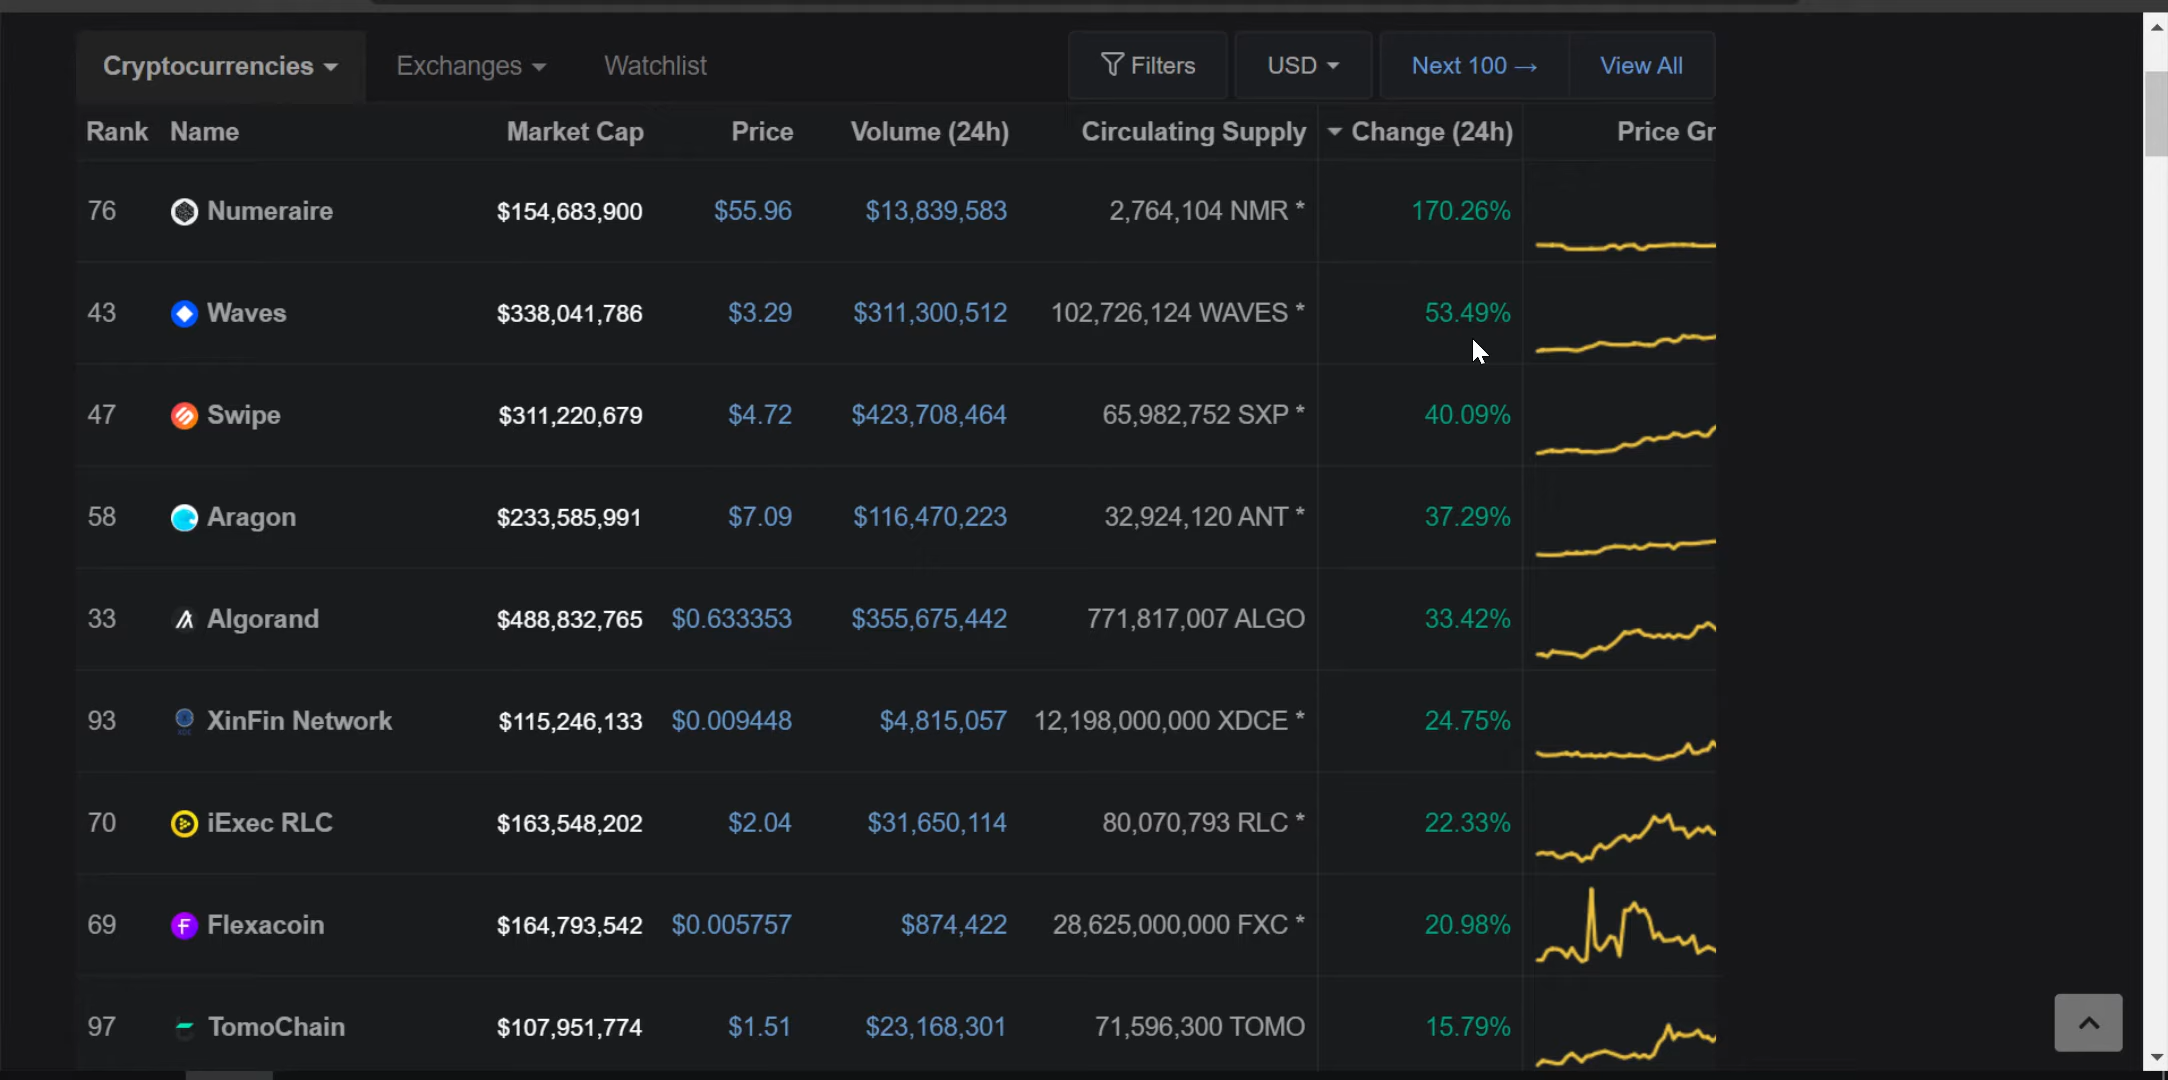 Cryptocurrencies Exchanges Watchlist Filters USD Next 100 → View All
Rank Name Market Cap Price Volume (24h) Circulating Supply Change (24h) Price Gr
76 Numeraire $154,683,900 $55.96 $13,839,583 2,764,104 NMR * 170.26%
43 Waves $338,041,786 $3.29 $311,300,512 102,726,124 WAVES * 53.49%
47 Swipe $311,220,679 $4.72 $423,708,464 65,982,752 SXP * 40.09%
58 Aragon $233,585,991 $7.09 $116,470,223 32,924,120 ANT * 37.29%
33 Algorand $488,832,765 $0.633353 $355,675,442 771,817,007 ALGO 33.42%
93 XinFin Network $115,246,133 $0.009448 $4,815,057 12,198,000,000 XDCE * 24.75%
70 iExec RLC $163,548,202 $2.04 $31,650,114 80,070,793 RLC * 22.33%
69 Flexacoin $164,793,542 $0.005757 $874,422 28,625,000,000 FXC * 20.98%
97 TomoChain $107,951,774 $1.51 $23,168,301 71,596,300 TOMO 15.79%